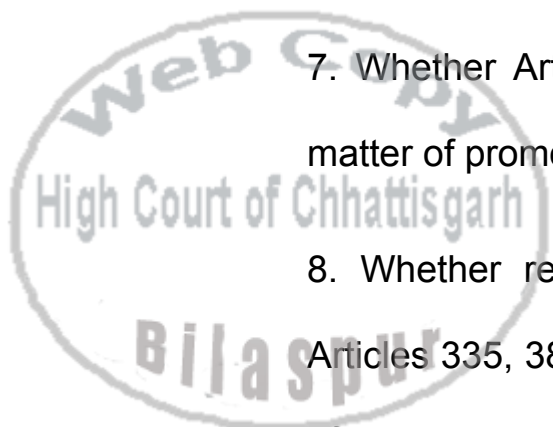 Web Copy
7. Whether Art
matter of promo
High Court of Chhattisgarh
8. Whether re
Articles 335, 38
Bilaspur